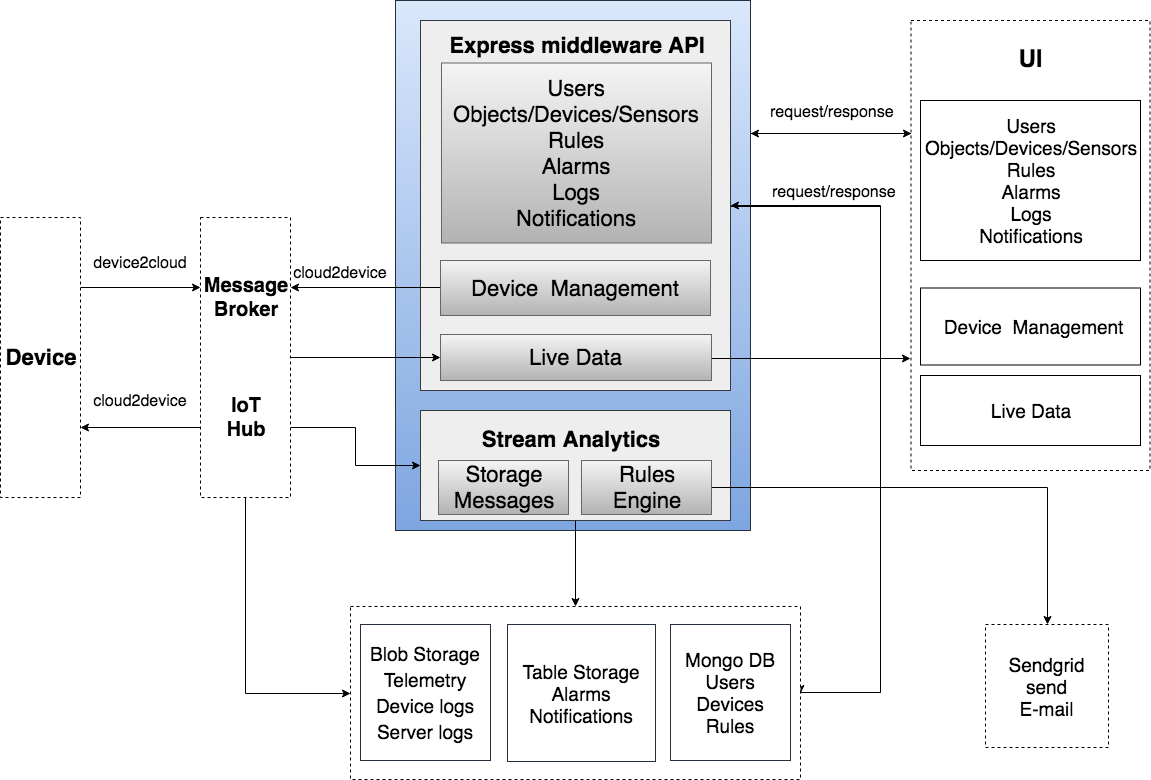 Express middleware API
Users
Objects/Devices/Sensors
Rules
Alarms
Logs
Notifications
Device Management
Live Data
Stream Analytics
Storage
Messages
Rules
Engine
request/response
request/response
UI
Users
Objects/Devices/Sensors
Rules
Alarms
Logs
Notifications
Device Management
Live Data
Device
device2cloud
cloud2device
Message
Broker
IoT
Hub
cloud2device
Blob Storage
Telemetry
Device logs
Server logs
Table Storage
Alarms
Notifications
Mongo DB
Users
Devices
Rules
Sendgrid
send
E-mail